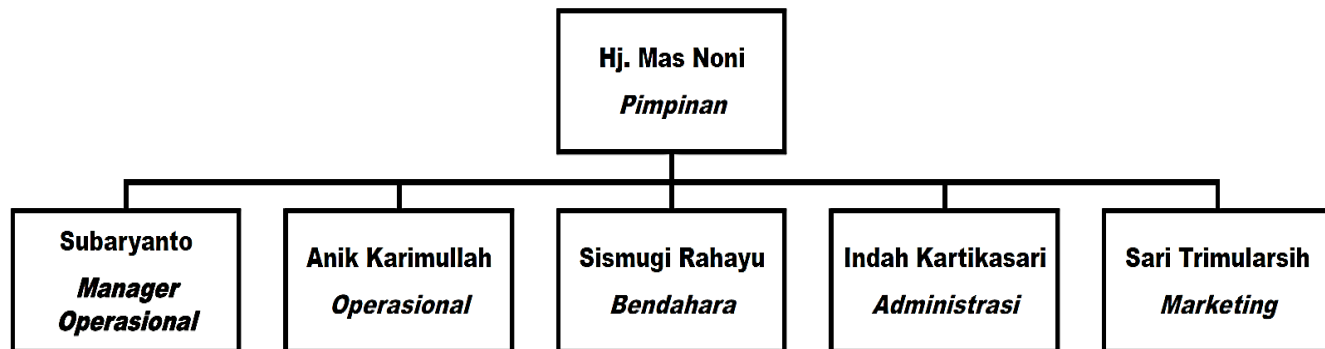 Hj. Mas Noni
Pimpinan
Subaryanto
Manager
Operasional
Anik Karimullah
Operasional
Sismugi Rahayu
Bendahara
Indah Kartikasari
Administrasi
Sari Trimularsih
Marketing